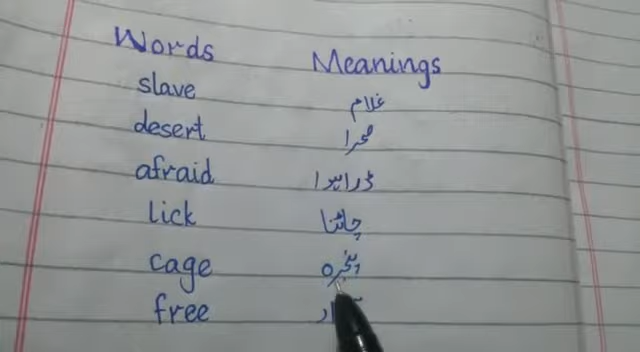 Words Meanings
slave غلام
desert صحرا
afraid ڈرا ہوا
lick چاٹنا
cage پنجرہ
free